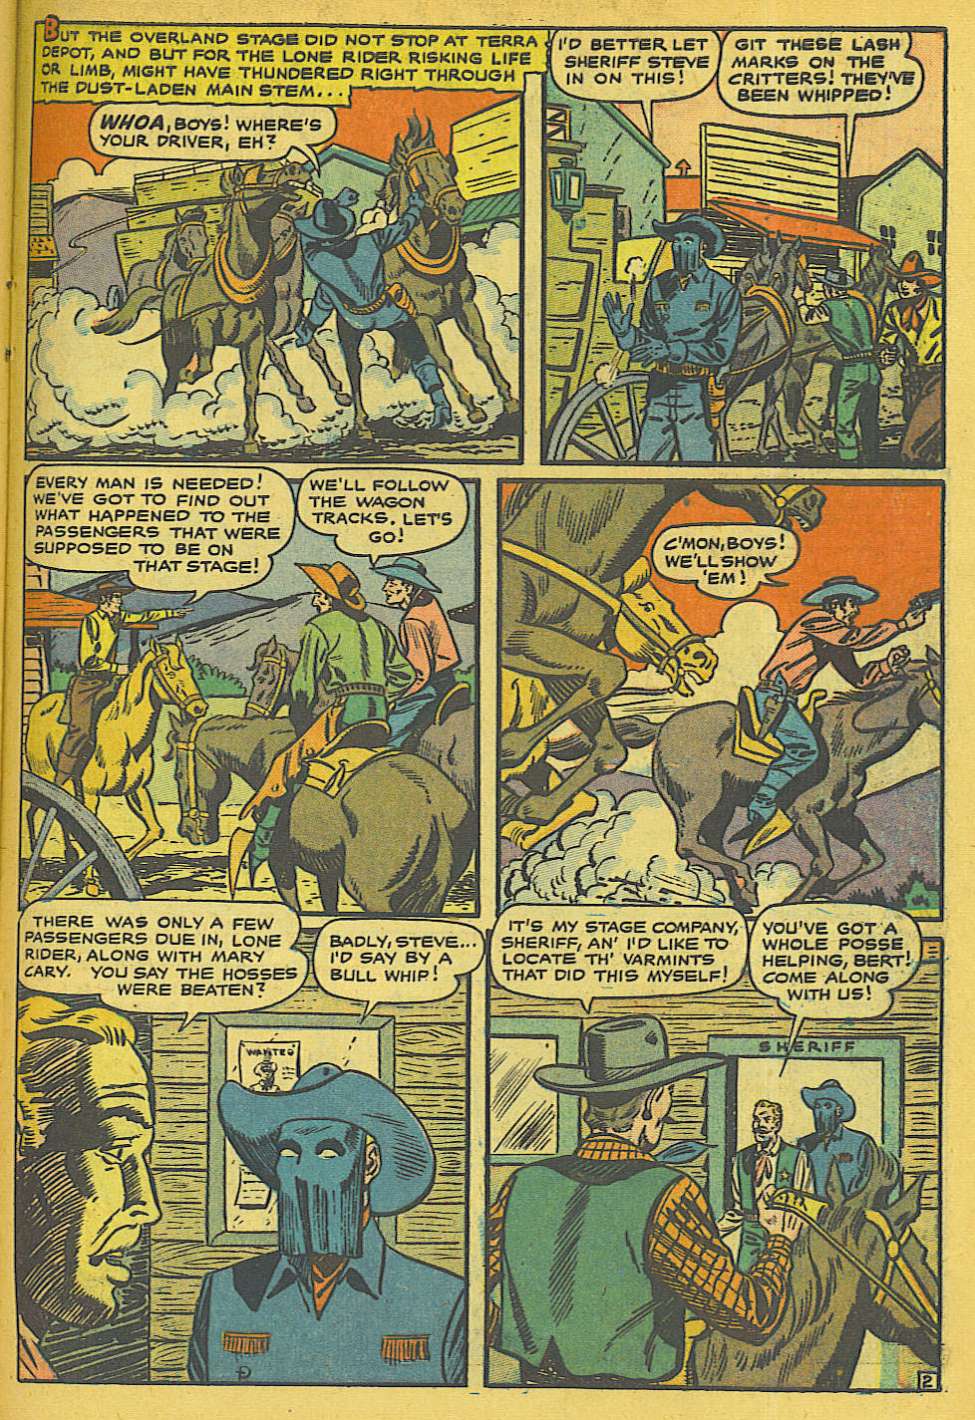 BUT THE OVERLAND STAGE DID NOT STOP AT TERRA
DEPOT, AND BUT FOR THE LONE RIDER RISKING LIFE
OR LIMB, MIGHT HAVE THUNDERED RIGHT THROUGH
THE DUST-LADEN MAIN STEM...
WHOA, BOYS! WHERE'S
YOUR DRIVER, EH?
I'D BETTER LET
SHERIFF STEVE
IN ON THIS!
GIT THESE LASH
MARKS ON THE
CRITTERS! THEY'VE
BEEN WHIPPED!
EVERY MAN IS NEEDED!
WE'VE GOT TO FIND OUT
WHAT HAPPENED TO THE
PASSENGERS THAT WERE
SUPPOSED TO BE ON
THAT STAGE!
WE'LL FOLLOW
THE WAGON
TRACKS. LET'S
GO!
C'MON, BOYS!
WE'LL SHOW
'EM!
THERE WAS ONLY A FEW
PASSENGERS DUE IN, LONE
RIDER, ALONG WITH MARY
CARY. YOU SAY THE HOSSES
WERE BEATEN?
BADLY, STEVE...
I'D SAY BY A
BULL WHIP!
WANTED
IT'S MY STAGE COMPANY,
SHERIFF, AN' I'D LIKE TO
LOCATE TH' VARMINTS
THAT DID THIS MYSELF!
YOU'VE GOT A
WHOLE POSSE
HELPING, BERT!
COME ALONG
WITH US!
SHERIFF
2